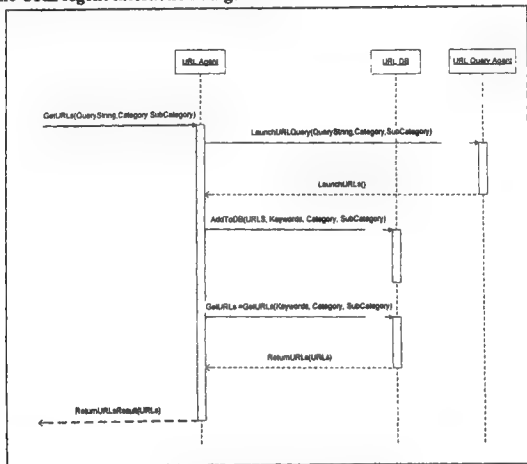 URL Agent
URL DB
URL Query Agent
GetURLs(QueryString,Category SubCategory)
LaunchURLQuery(QueryString,Category,SubCategory)
LaunchURLs()
AddToDB(URLS, Keywords, Category, SubCategory)
GetURLs =GetURLs(Keywords, Category, SubCategory)
ReturnURLs(URLs)
ReturnURLsResult(URLs)